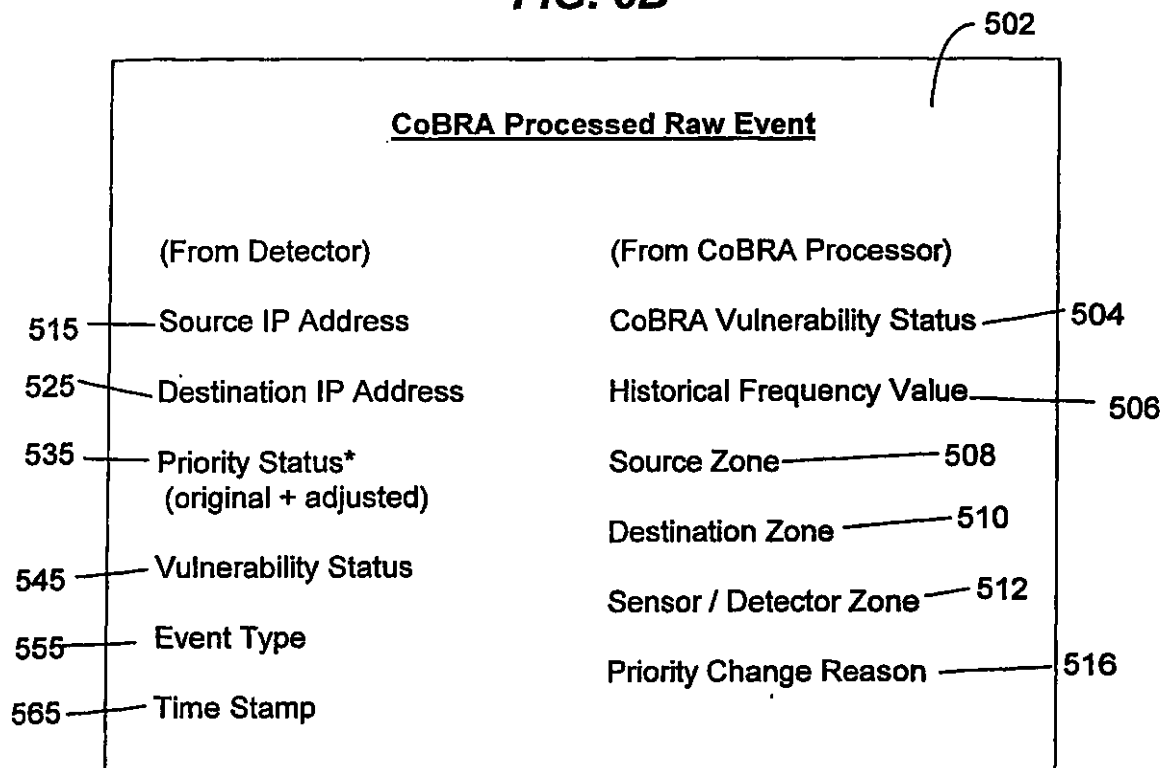 FIG.
502
CoBRA Processed Raw Event
(From Detector) (From CoBRA Processor)
515 Source IP Address CoBRA Vulnerability Status 504
525 Destination IP Address Historical Frequency Value 506
535 Priority Status* Source Zone 508
(original + adjusted)
Destination Zone 510
545 Vulnerability Status
Sensor / Detector Zone 512
555 Event Type
Priority Change Reason 516
565 Time Stamp